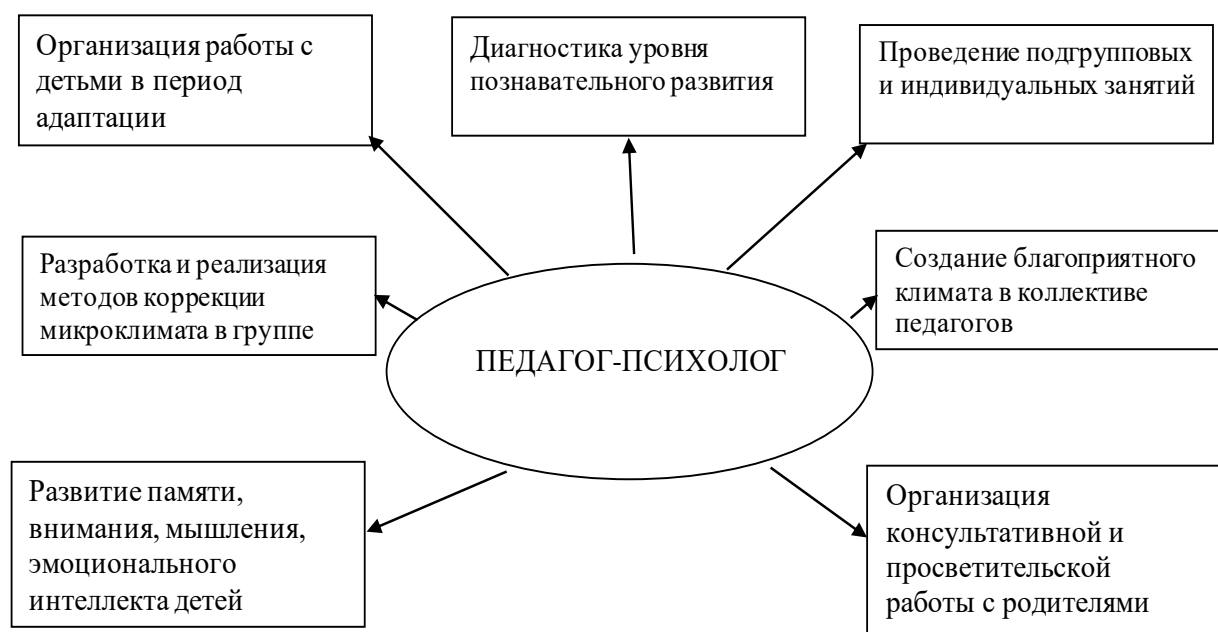 Организация работы с
детьми в период
адаптации
Диагностика уровня
познавательного развития
Проведение подгрупповых
и индивидуальных занятий
Разработка и реализация
методов коррекции
микроклимата в группе
Создание благоприятного
климата в коллективе
педагогов
ПЕДАГОГ-ПСИХОЛОГ
Развитие памяти,
внимания, мышления,
эмоционального
интеллекта детей
Организация
консультативной и
просветительской
работы с родителями